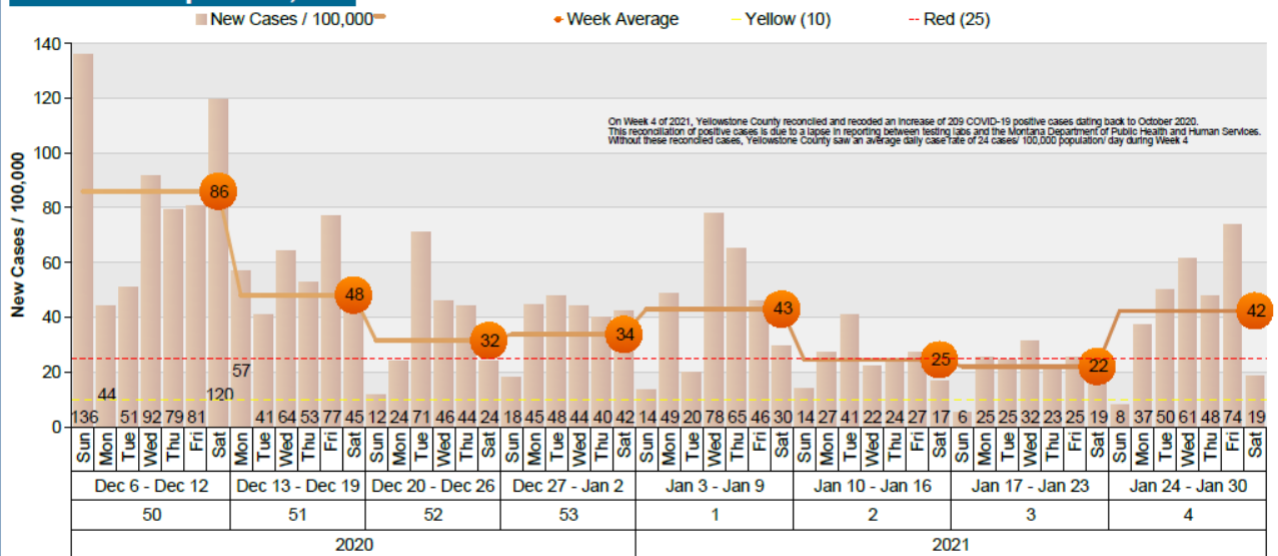 New Cases / 100,000 Week Average Yellow (10) Red (25)
140
120
100
80
60
40
20
0
New Cases / 100,000
On Week 4 of 2021, Yellowstone County reconciled and recoded an increase of 209 COVID-19 positive cases dating back to October 2020.
This reconciliation of positive cases is due to a lapse in reporting between testing labs and the Montana Department of Public Health and Human Services.
Without these reconciled cases, Yellowstone County saw an average daily case rate of 24 cases/ 100,000 population/ day during Week 4
86 48 32 34 43 25 22 42
136 44 51 92 79 81 120 57 41 64 53 77 45 12 24 71 46 44 24 18 45 48 44 40 42 14 49 20 78 65 46 30 14 27 41 22 24 27 17 6 25 25 32 23 25 19 8 37 50 61 48 74 19
Sun Mon Tue Wed Thu Fri Sat Mon Tue Wed Thu Fri Sat Sun Mon Tue Wed Thu Sat Sun Mon Tue Wed Thu Sat Sun Mon Tue Wed Thu Fri Sat Sun Mon Tue Wed Thu Fri Sat Sun Mon Tue Wed Thu Fri Sat Sun Mon Tue Wed Thu Fri Sat
Dec 6 - Dec 12 Dec 13 - Dec 19 Dec 20 - Dec 26 Dec 27 - Jan 2 Jan 3 - Jan 9 Jan 10 - Jan 16 Jan 17 - Jan 23 Jan 24 - Jan 30
50 51 52 53 1 2 3 4
2020 2021